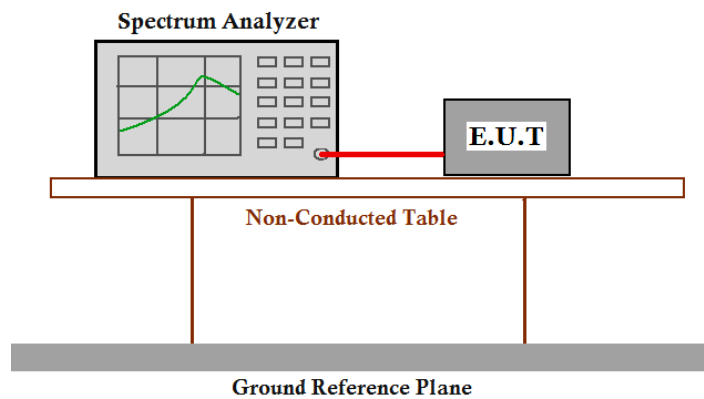 Spectrum Analyzer
E.U.T
Non-Conducted Table
Ground Reference Plane